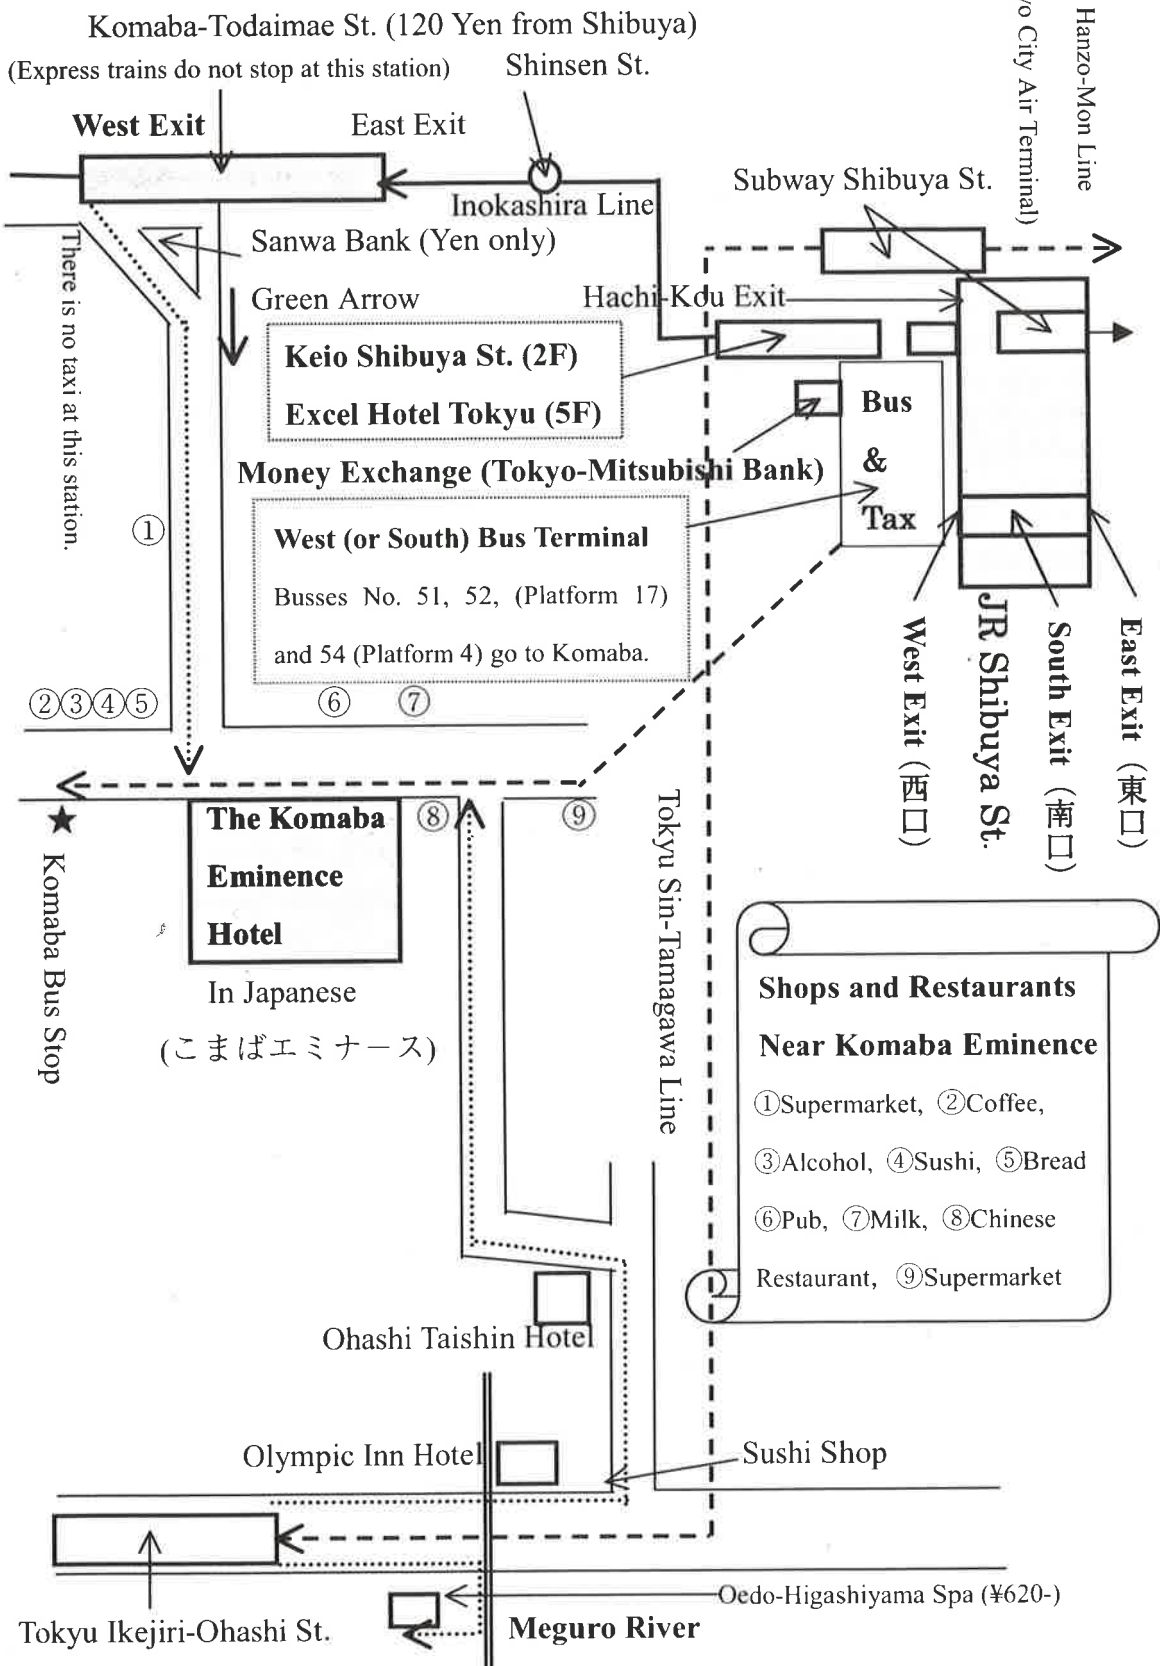 Komaba-Todaimae St. (120 Yen from Shibuya)
(Express trains do not stop at this station)
Shinsen St.
West Exit
East Exit
Inokashira Line
Subway Shibuya St.
Hanzo-Mon Line
City Air Terminal)
Sanwa Bank (Yen only)
Green Arrow
Hachi-Kou Exit
There is no taxi at this station.
Keio Shibuya St. (2F)
Excel Hotel Tokyu (5F)
Money Exchange (Tokyo-Mitsubishi Bank)
Bus
&
Tax
West (or South) Bus Terminal
Busses No. 51, 52, (Platform 17)
and 54 (Platform 4) go to Komaba.
①
②③④⑤
⑥
⑦
West Exit (西口)
JR Shibuya St.
South Exit (南口)
East Exit (東口)
The Komaba
Eminence
Hotel
⑧
⑨
In Japanese
(こまばエミナース)
★
Komaba Bus Stop
Tokyu Sin-Tamagawa Line
Shops and Restaurants
Near Komaba Eminence
①Supermarket, ②Coffee,
③Alcohol, ④Sushi, ⑤Bread
⑥Pub, ⑦Milk, ⑧Chinese
Restaurant, ⑨Supermarket
Ohashi Taishin Hotel
Olympic Inn Hotel
Sushi Shop
Oedo-Higashiyama Spa (¥620-)
Tokyu Ikejiri-Ohashi St.
Meguro River